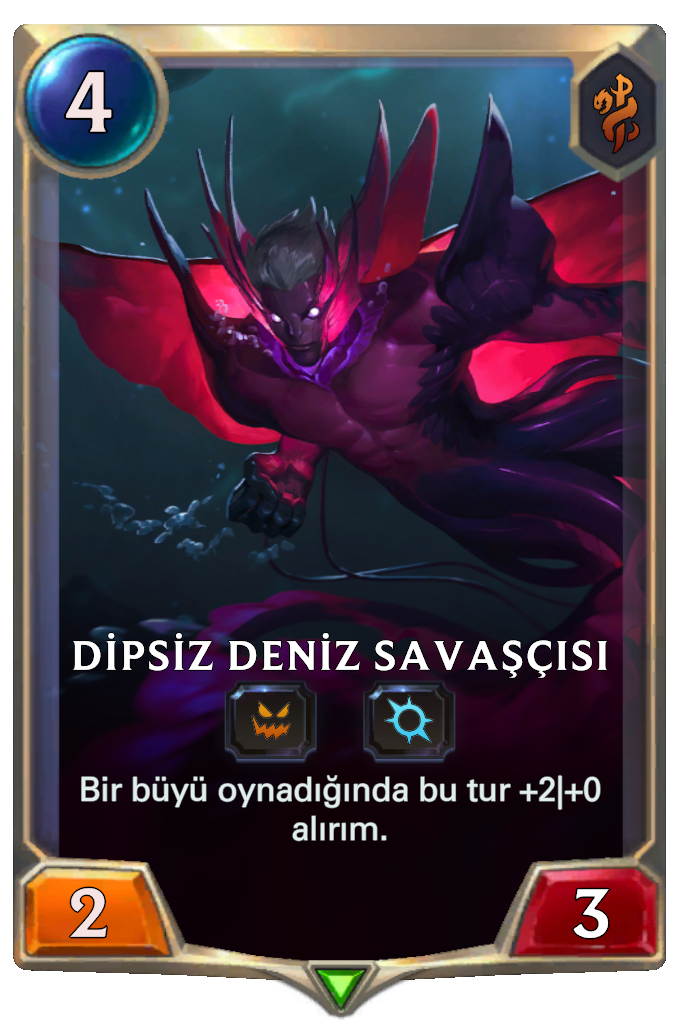 4
DİPSİZ DENİZ SAVAŞÇISI
Bir büyü oynadığında bu tur +2|+0
alırım.
2
3